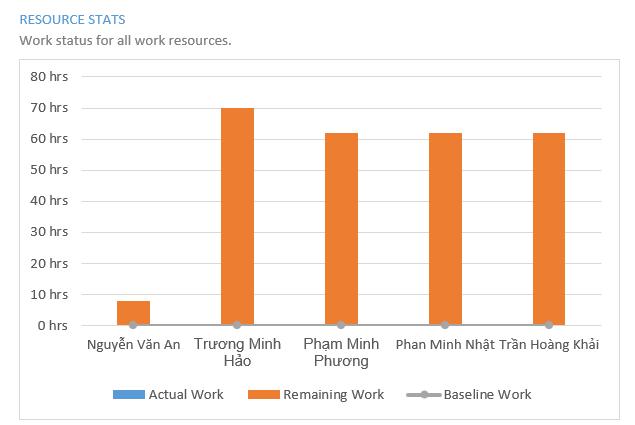 RESOURCE STATS
Work status for all work resources.
80 hrs
70 hrs
60 hrs
50 hrs
40 hrs
30 hrs
20 hrs
10 hrs
0 hrs
Nguyễn Văn An
Trương Minh
Hảo
Phạm Minh
Phương
Phan Minh Nhật
Trần Hoàng Khải
Actual Work
Remaining Work
Baseline Work